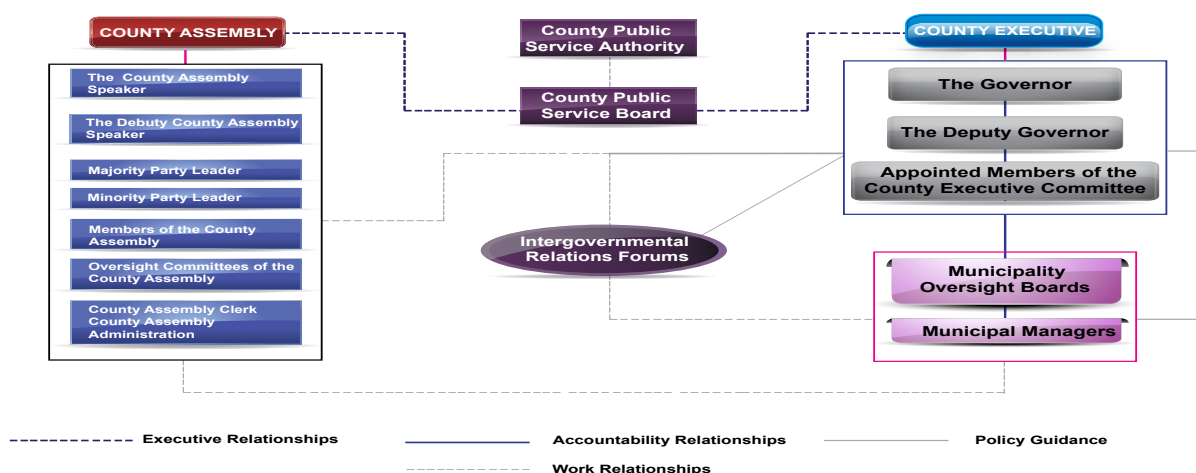 COUNTY ASSEMBLY
The County Assembly
Speaker
The Debuty County Assembly
Speaker
Majority Party Leader
Minority Party Leader
Members of the County
Assembly
Oversight Committees of the
County Assembly
County Assembly Clerk
County Assembly
Administration
County Public
Service Authority
County Public
Service Board
Intergovernmental
Relations Forums
COUNTY EXECUTIVE
The Governor
The Deputy Governor
Appointed Members of the
County Executive Committee
Municipality
Oversight Boards
Municipal Managers
Executive Relationships
Accountability Relationships
Policy Guidance
Work Relationships